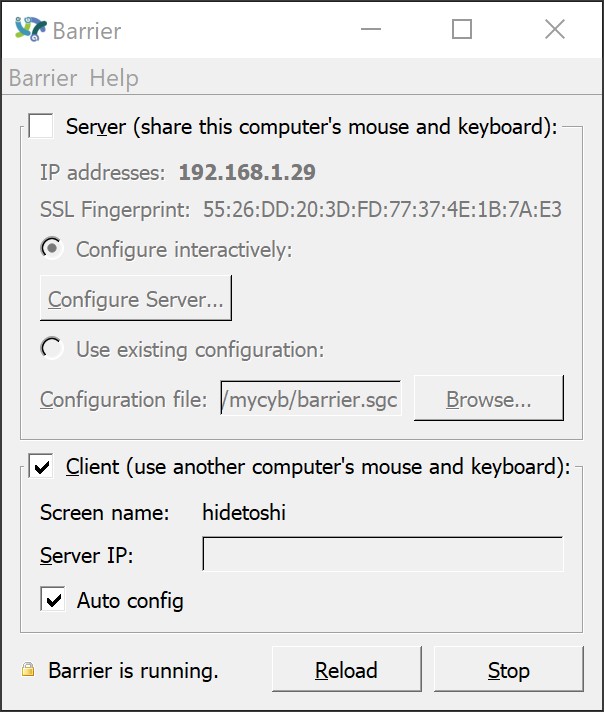 Barrier
Barrier Help
Server (share this computer's mouse and keyboard):
IP addresses: 192.168.1.29
SSL Fingerprint: 55:26:DD:20:3D:FD:77:37:4E:1B:7A:E3
Configure interactively:
Configure Server...
Use existing configuration:
Configuration file: /mycyb/barrier.sgc Browse...
Client (use another computer's mouse and keyboard):
Screen name: hidetoshi
Server IP:
Auto config
Barrier is running. Reload Stop